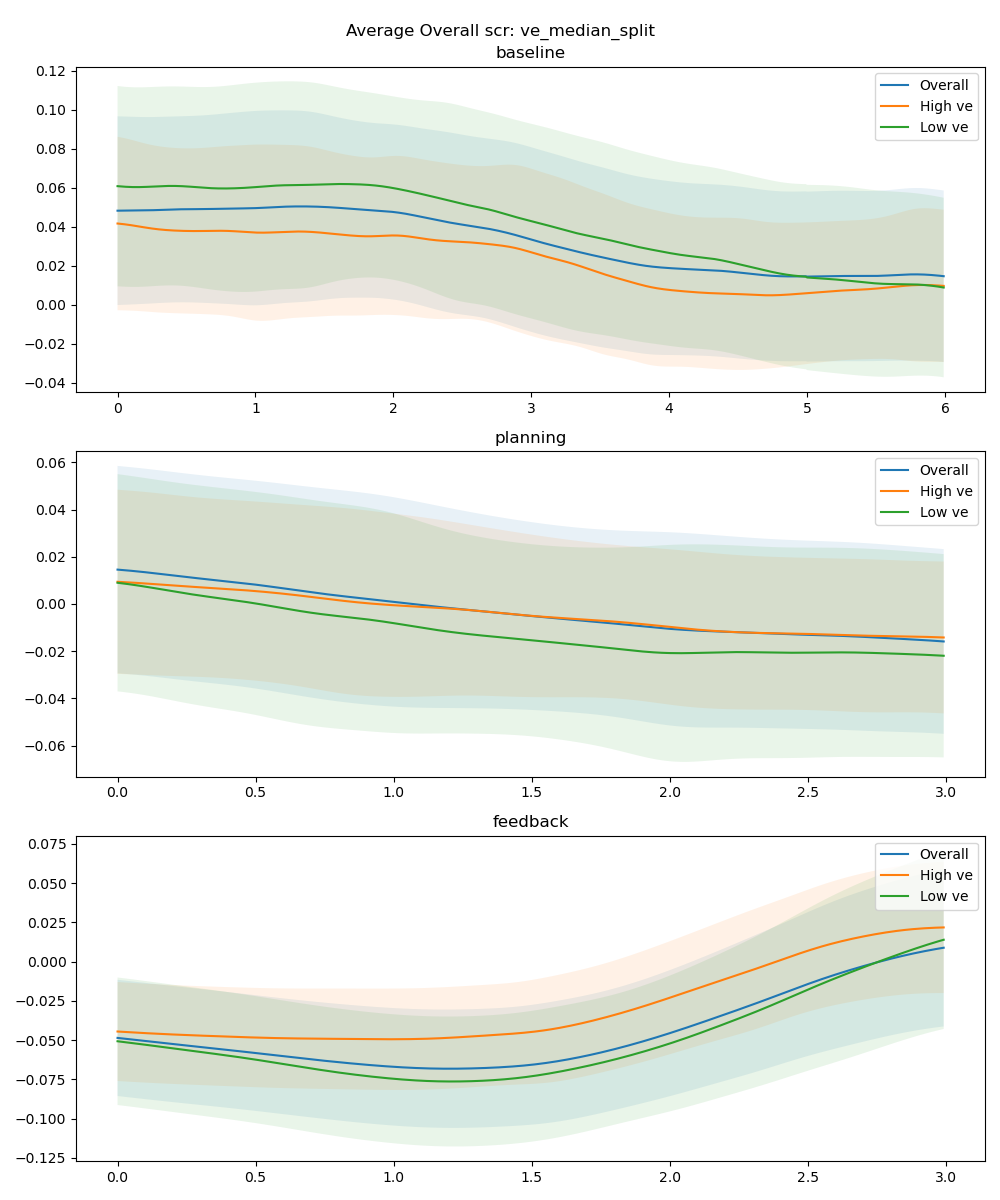 Average Overall scr: ve_median_split
baseline
0.12
0.10
0.08
0.06
0.04
0.02
0.00
−0.02
−0.04
Overall
High ve
Low ve
0 1 2 3 4 5 6
planning
0.06
0.04
0.02
0.00
−0.02
−0.04
−0.06
Overall
High ve
Low ve
0.0 0.5 1.0 1.5 2.0 2.5 3.0
feedback
0.075
0.050
0.025
0.000
−0.025
−0.050
−0.075
−0.100
−0.125
Overall
High ve
Low ve
0.0 0.5 1.0 1.5 2.0 2.5 3.0